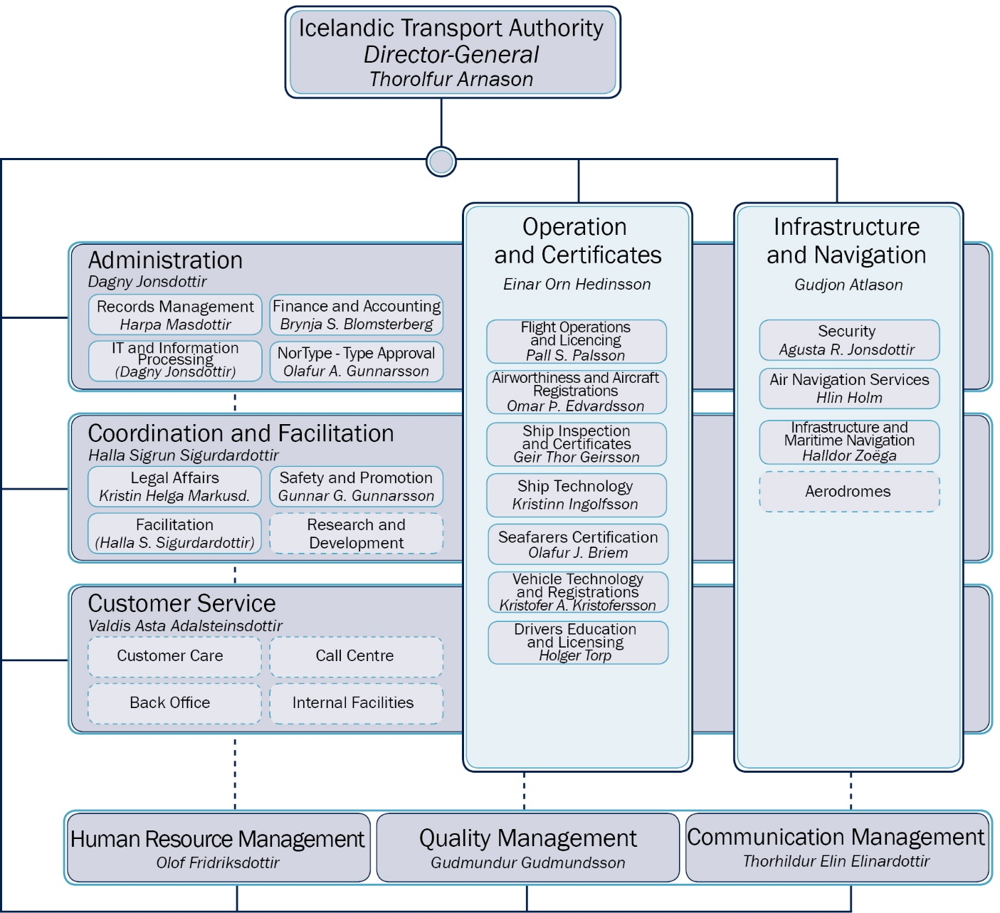 Icelandic Transport Authority
Director-General
Thorolfur Arnason
Administration
Dagny Jonsdottir
Records Management
Harpa Masdottir
Finance and Accounting
Brynja S. Blomsterberg
IT and Information
Processing
(Dagny Jonsdottir)
NorType - Type Approval
Olafur A. Gunnarsson
Coordination and Facilitation
Halla Sigrun Sigurdardottir
Legal Affairs
Kristin Helga Markusd.
Safety and Promotion
Gunnar G. Gunnarsson
Facilitation
(Halla S. Sigurdardottir)
Research and
Development
Customer Service
Valdis Asta Adalsteinsdottir
Customer Care
Call Centre
Back Office
Internal Facilities
Operation
and Certificates
Einar Orn Hedinsson
Flight Operations
and Licencing
Pall S. Palsson
Airworthiness and Aircraft
Registrations
Omar Þ. Edvardsson
Ship Inspection
and Certificates
Geir Thor Geirsson
Ship Technology
Kristinn Ingolfsson
Seafarers Certification
Olafur J. Briem
Vehicle Technology
and Registrations
Kristofer A. Kristofersson
Drivers Education
and Licensing
Holger Torp
Infrastructure
and Navigation
Gudjon Atlason
Security
Agusta R. Jonsdottir
Air Navigation Services
Hlin Holm
Infrastructure and
Maritime Navigation
Halldor Zoëga
Aerodromes
Human Resource Management
Olof Fridriksdottir
Quality Management
Gudmundur Gudmundsson
Communication Management
Thorhildur Elin Elinardottir